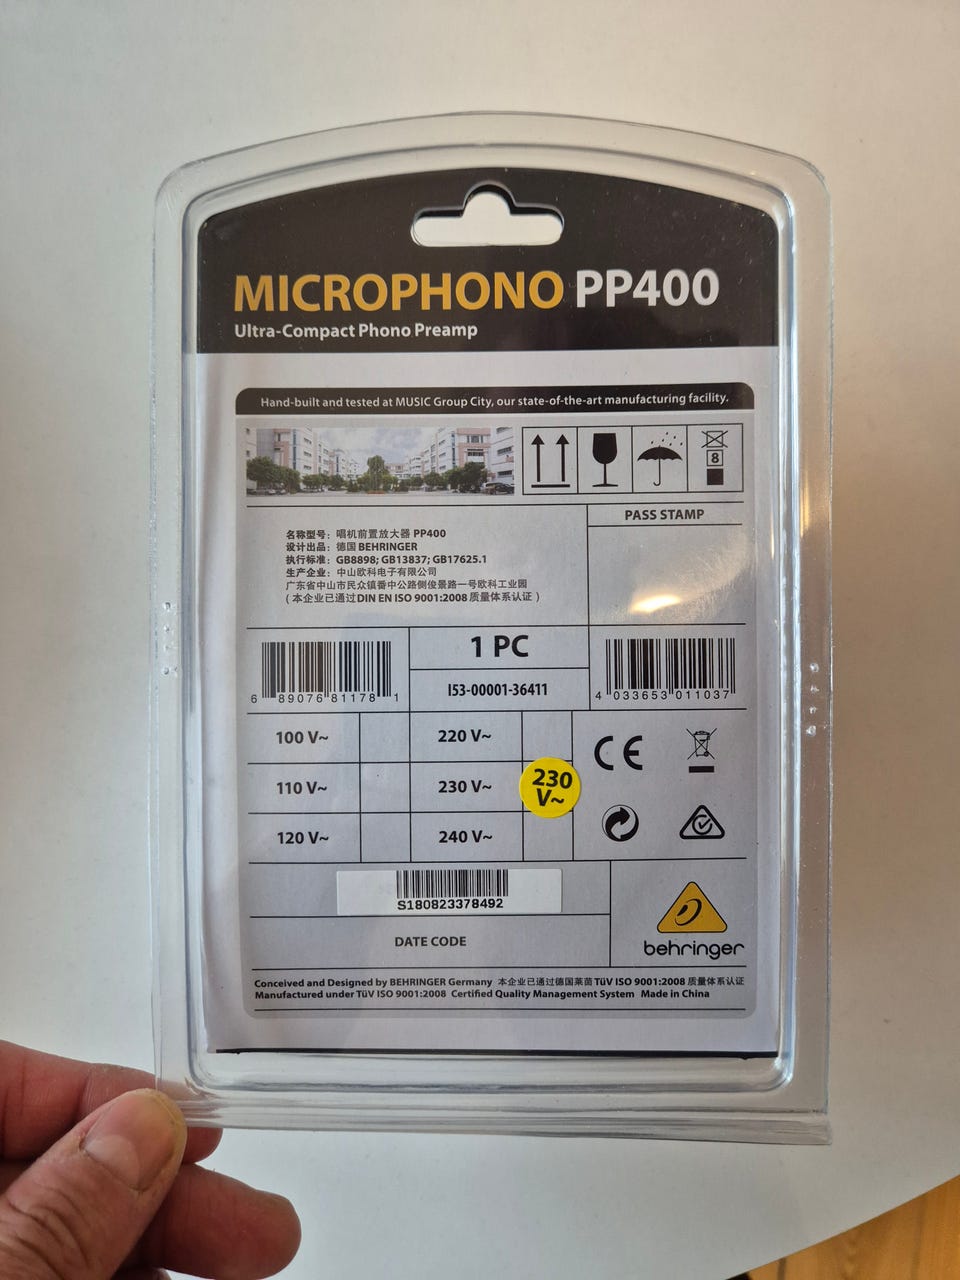 MICROPHONO PP400
Ultra-Compact Phono Preamp
Hand-built and tested at MUSIC Group City, our state-of-the-art manufacturing facility.
8
PASS STAMP
名称型号: 唱机前置放大器 PP400
设计出品: 德国 BEHRINGER
执行标准: GB8898; GB13837; GB17625.1
生产企业: 中山欧科电子有限公司
广东省中山市民众镇番中公路侧俊景路一号欧科工业园
(本企业已通过DIN EN ISO 9001:2008 质量体系认证)
1 PC
I53-00001-36411
6 89076 81178 1
4 033653 011037
100 V~
220 V~
110 V~
230 V~
230
V~
120 V~
240 V~
CE
S180823378492
DATE CODE
behringer
Conceived and Designed by BEHRINGER Germany 本企业已通过德国莱茵 TüV ISO 9001:2008 质量体系认证
Manufactured under TüV ISO 9001:2008 Certified Quality Management System Made in China